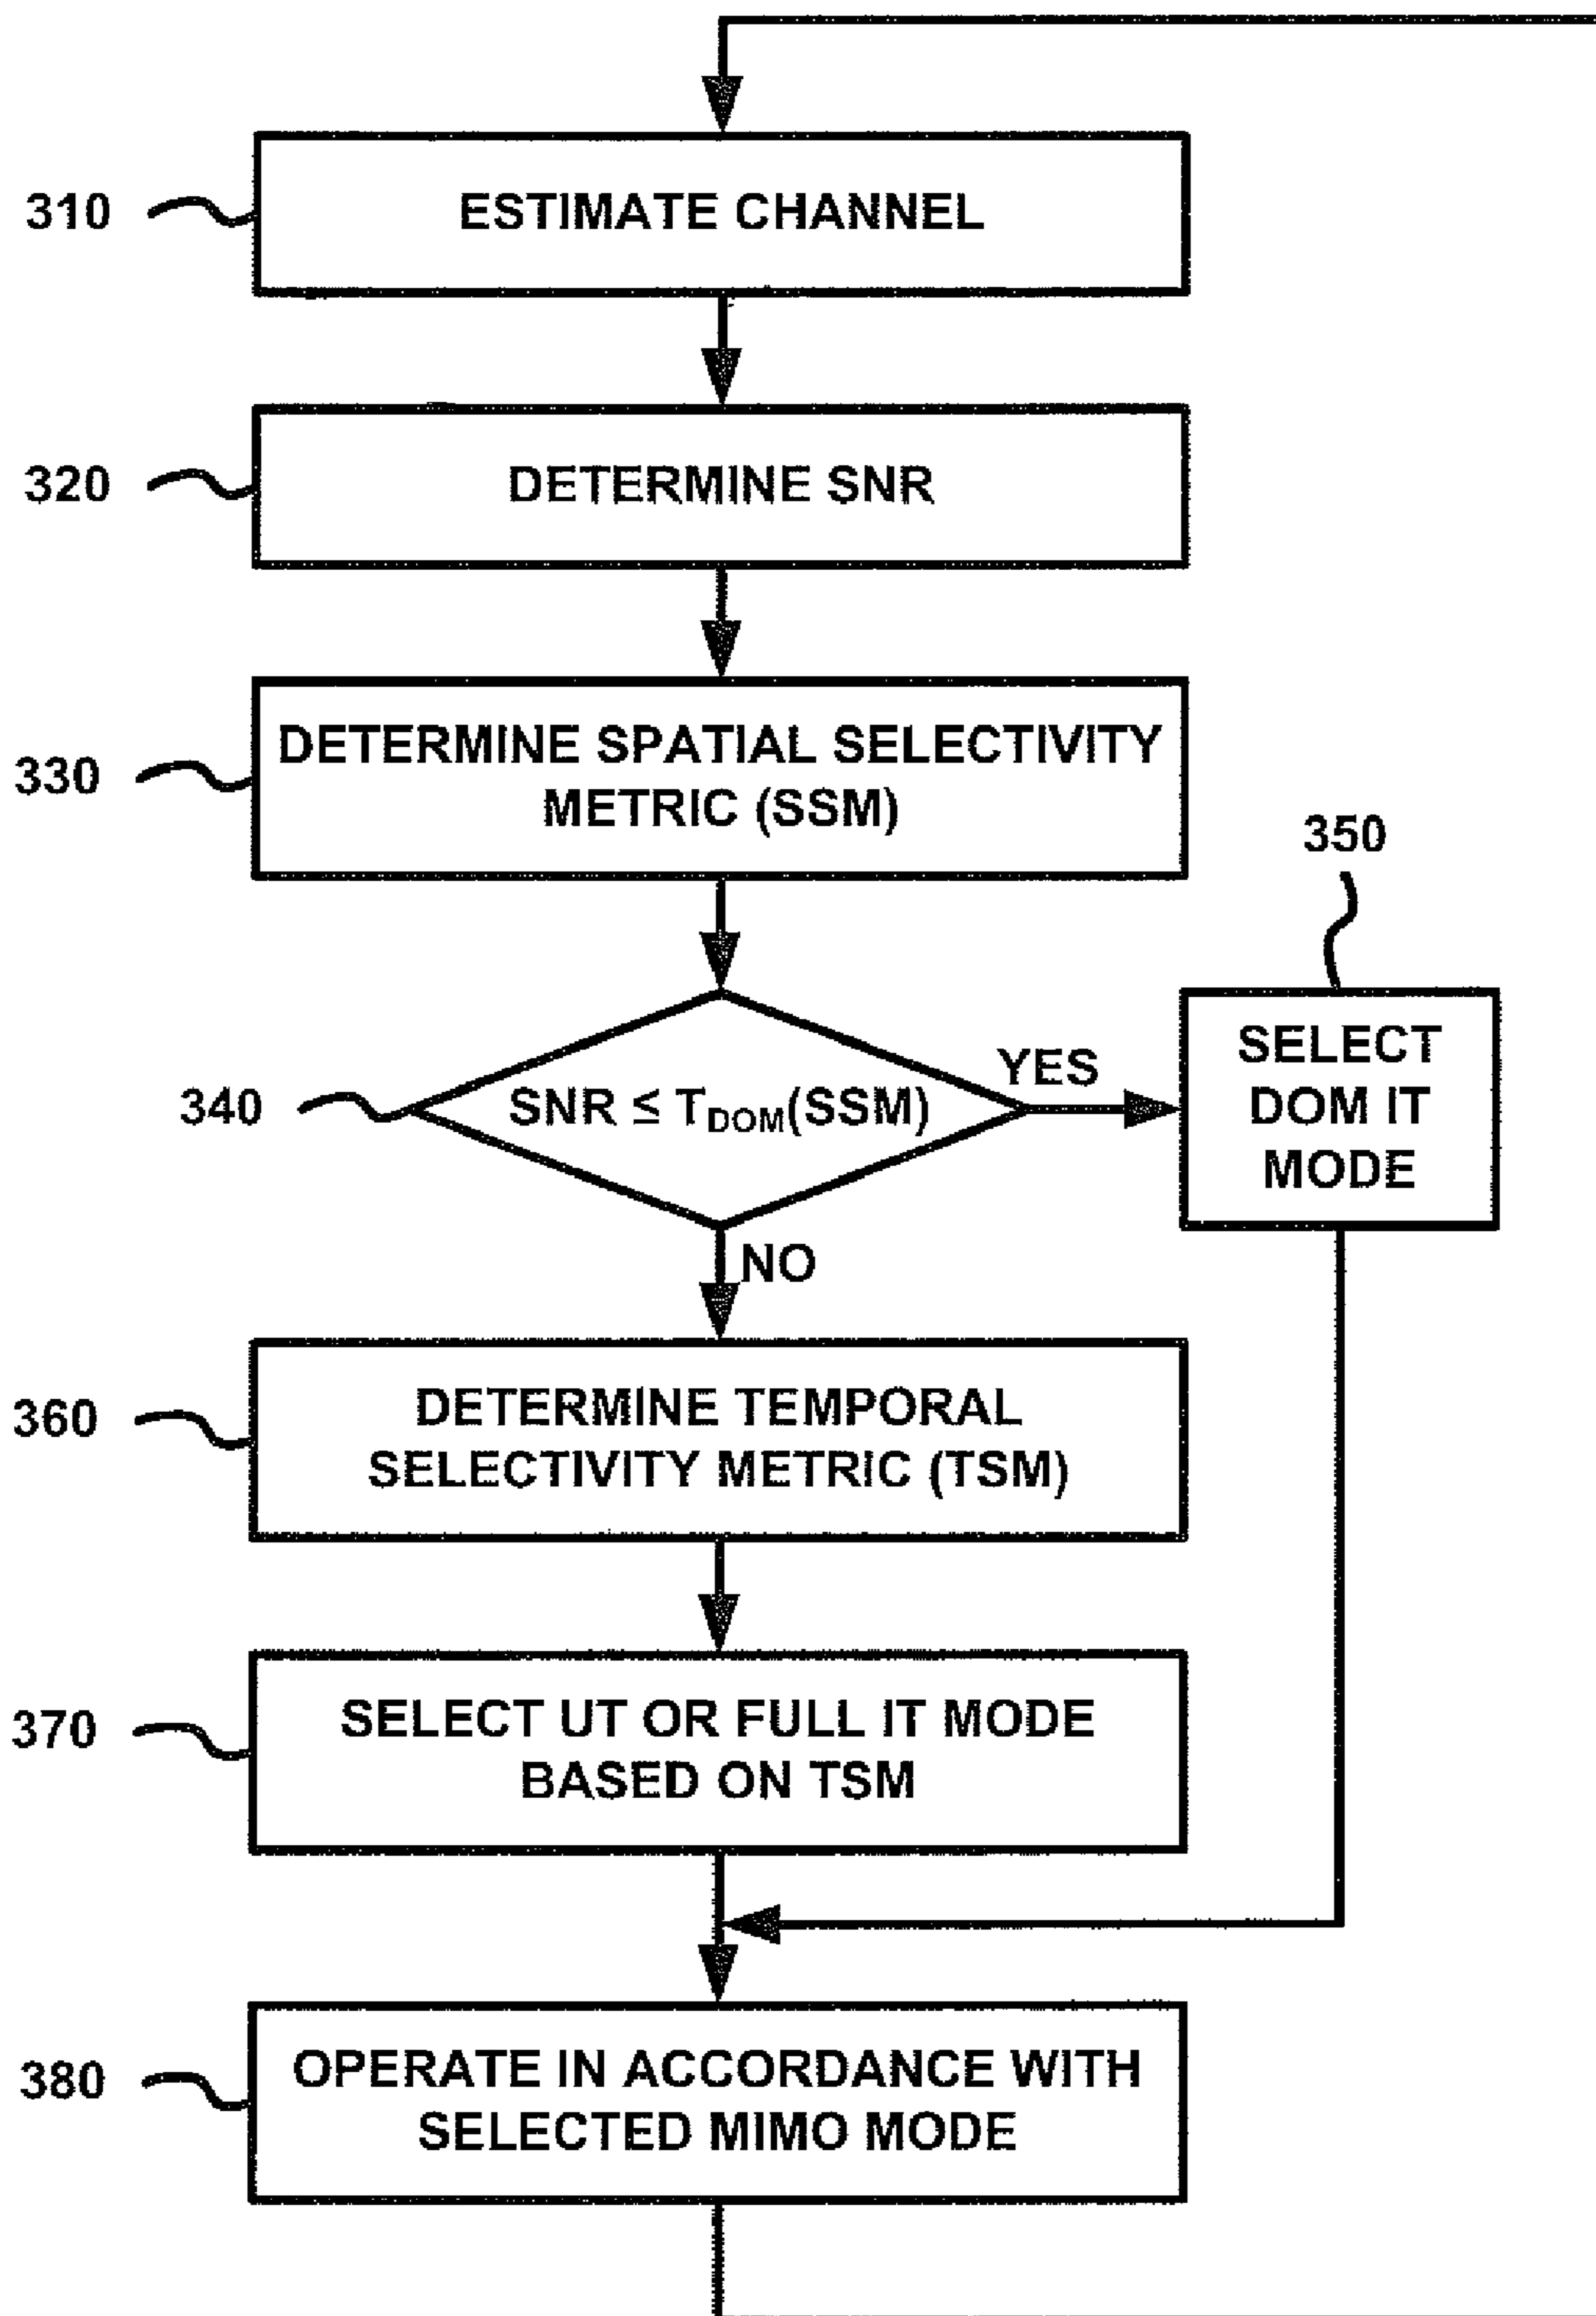 310
ESTIMATE CHANNEL
320
DETERMINE SNR
330
DETERMINE SPATIAL SELECTIVITY
METRIC (SSM)
340
SNR ≤ TDOM(SSM)
YES
NO
350
SELECT
DOM IT
MODE
360
DETERMINE TEMPORAL
SELECTIVITY METRIC (TSM)
370
SELECT UT OR FULL IT MODE
BASED ON TSM
380
OPERATE IN ACCORDANCE WITH
SELECTED MIMO MODE